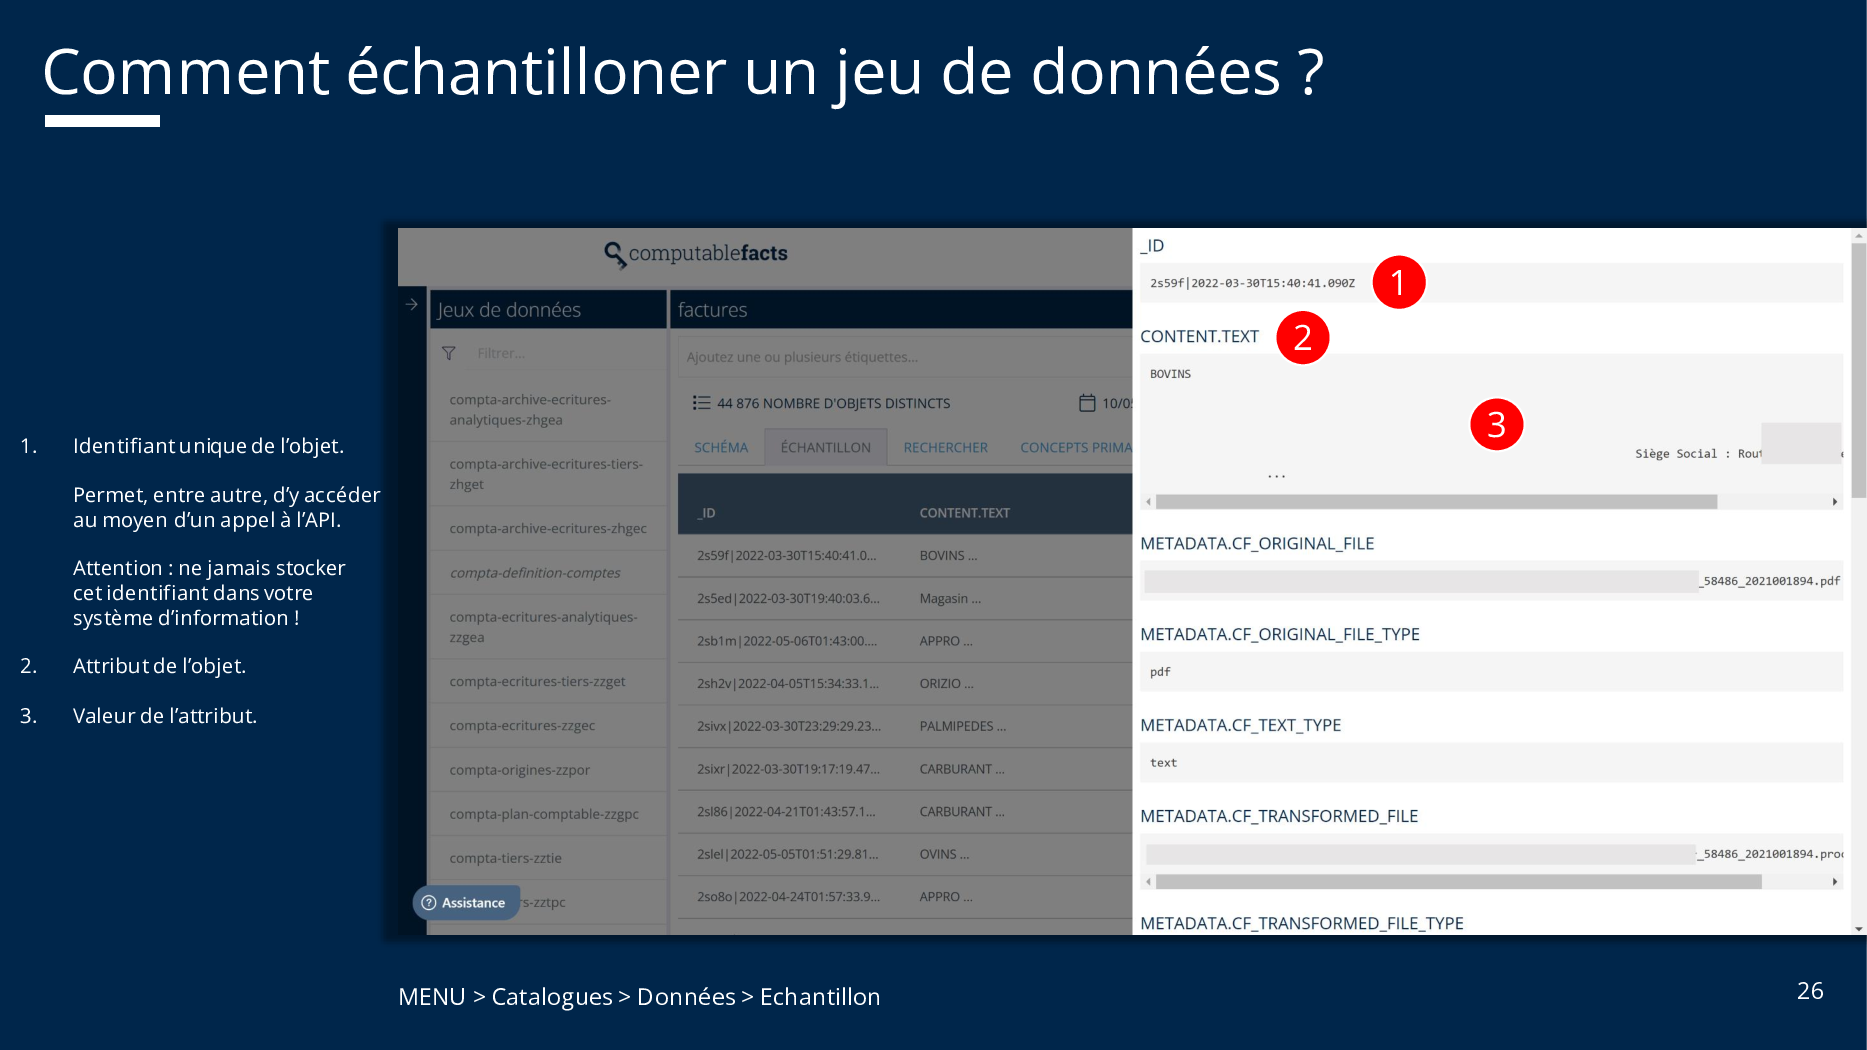 Comment échantilloner un jeu de données ?
1. Identifiant unique de l'objet.
Permet, entre autre, d'y accéder
au moyen d'un appel à l'API.
Attention : ne jamais stocker
cet identifiant dans votre
système d'information !
2. Attribut de l'objet.
3. Valeur de l'attribut.
computablefacts
Jeux de données
Filtrer...
compta-archive-ecritures-
analytiques-zhgea
compta-archive-ecritures-tiers-
zhget
compta-archive-ecritures-zhgec
compta-definition-comptes
compta-ecritures-analytiques-
zzgea
compta-ecritures-tiers-zzget
compta-ecritures-zzgec
compta-origines-zzpor
compta-plan-comptable-zzgpc
compta-tiers-zztie
rs-zztpc
Assistance
factures
Ajoutez une ou plusieurs étiquettes...
44 876 NOMBRE D'OBJETS DISTINCTS 10/05
SCHÉMA ÉCHANTILLON RECHERCHER CONCEPTS PRIMA
_ID CONTENT.TEXT
2s59f|2022-03-30T15:40:41.0... BOVINS ...
2s5ed|2022-03-30T19:40:03.6... Magasin ...
2sb1m|2022-05-06T01:43:00.... APPRO ...
2sh2v|2022-04-05T15:34:33.1... ORIZIO ...
2sivx|2022-03-30T23:29:29.23... PALMIPEDES ...
2sixr|2022-03-30T19:17:19.47... CARBURANT ...
2sl86|2022-04-21T01:43:57.1... CARBURANT ...
2slel|2022-05-05T01:51:29.81... OVINS ...
2so8o|2022-04-24T01:57:33.9... APPRO ...
_ID
2s59f|2022-03-30T15:40:41.090Z 1
CONTENT.TEXT 2
BOVINS
3
Siège Social : Rout
...
METADATA.CF_ORIGINAL_FILE
_58486_2021001894.pdf
METADATA.CF_ORIGINAL_FILE_TYPE
pdf
METADATA.CF_TEXT_TYPE
text
METADATA.CF_TRANSFORMED_FILE
_58486_2021001894.proc
METADATA.CF_TRANSFORMED_FILE_TYPE
MENU > Catalogues > Données > Echantillon
26